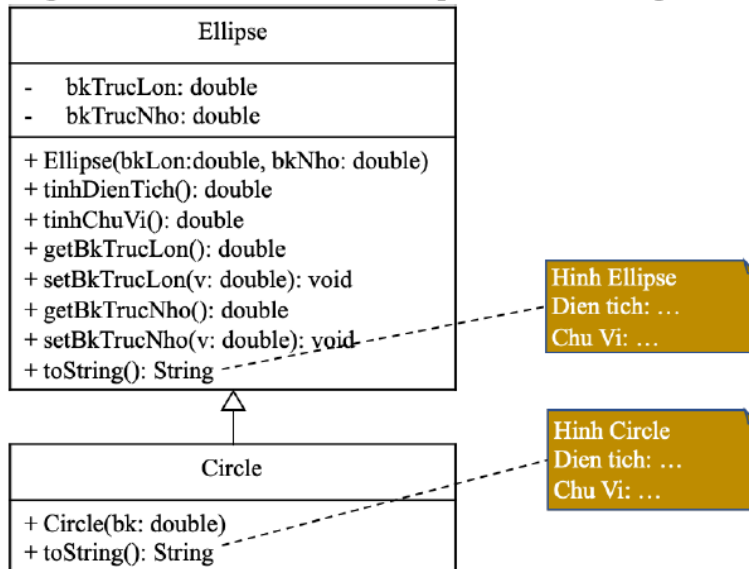 Ellipse
- bkTrucLon: double
- bkTrucNho: double
+ Ellipse(bkLon:double, bkNho: double)
+ tinhDienTich(): double
+ tinhChuVi(): double
+ getBkTrucLon(): double
+ setBkTrucLon(v: double): void
+ getBkTrucNho(): double
+ setBkTrucNho(v: double): void
+ toString(): String
Hinh Ellipse
Dien tich: …
Chu Vi: …
Circle
+ Circle(bk: double)
+ toString(): String
Hinh Circle
Dien tich: …
Chu Vi: …